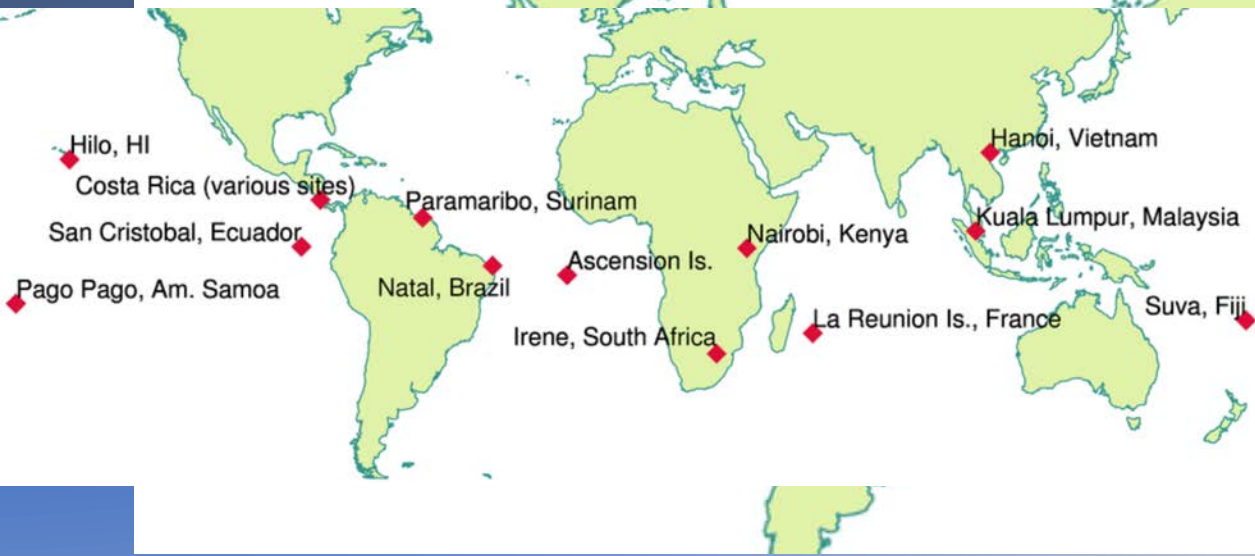 Hilo, HI
Hanoi, Vietnam
Costa Rica (various sites)
Paramaribo, Surinam
Kuala Lumpur, Malaysia
San Cristobal, Ecuador
Nairobi, Kenya
Ascension Is.
Pago Pago, Am. Samoa
Natal, Brazil
Suva, Fiji
La Reunion Is., France
Irene, South Africa